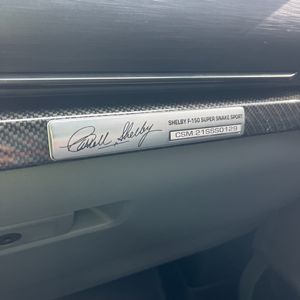 Carroll Shelby
SHELBY F-150 SUPER SNAKE SPORT
CSM 21SSS0129